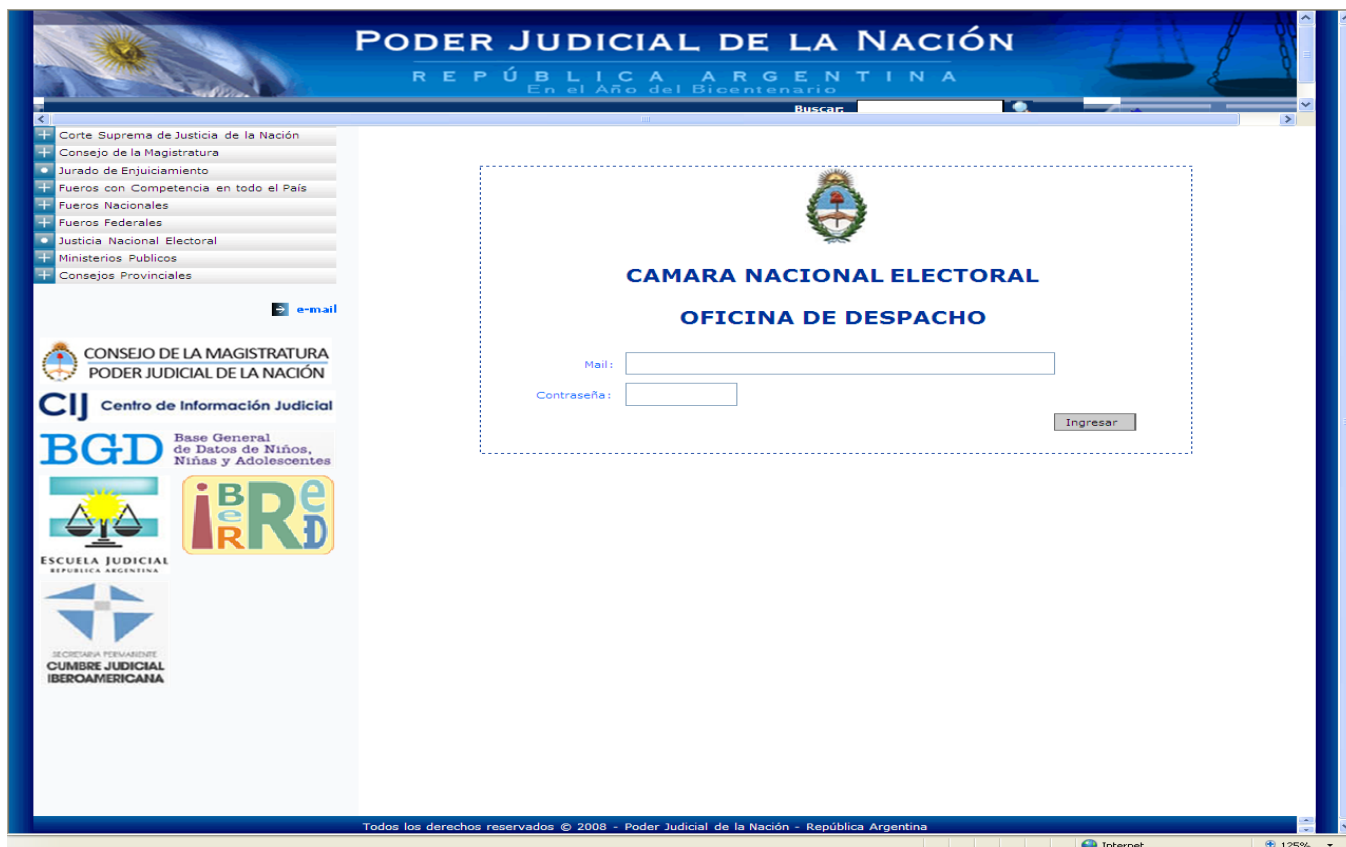 PODER JUDICIAL DE LA NACIÓN
REPÚBLICA ARGENTINA
En el Año del Bicentenario
Buscar:
Corte Suprema de Justicia de la Nación
Consejo de la Magistratura
Jurado de Enjuiciamiento
Fueros con Competencia en todo el País
Fueros Nacionales
Fueros Federales
Justicia Nacional Electoral
Ministerios Publicos
Consejos Provinciales
e-mail
CONSEJO DE LA MAGISTRATURA
PODER JUDICIAL DE LA NACIÓN
CIJ Centro de Información Judicial
BGD Base General
de Datos de Niños,
Niñas y Adolescentes
ESCUELA JUDICIAL
REPUBLICA ARGENTINA
IBERRED
SECRETARIA PERMANENTE
CUMBRE JUDICIAL
IBEROAMERICANA
CAMARA NACIONAL ELECTORAL
OFICINA DE DESPACHO
Mail:
Contraseña:
Ingresar
Todos los derechos reservados © 2008 - Poder Judicial de la Nación - República Argentina
Internet
125%